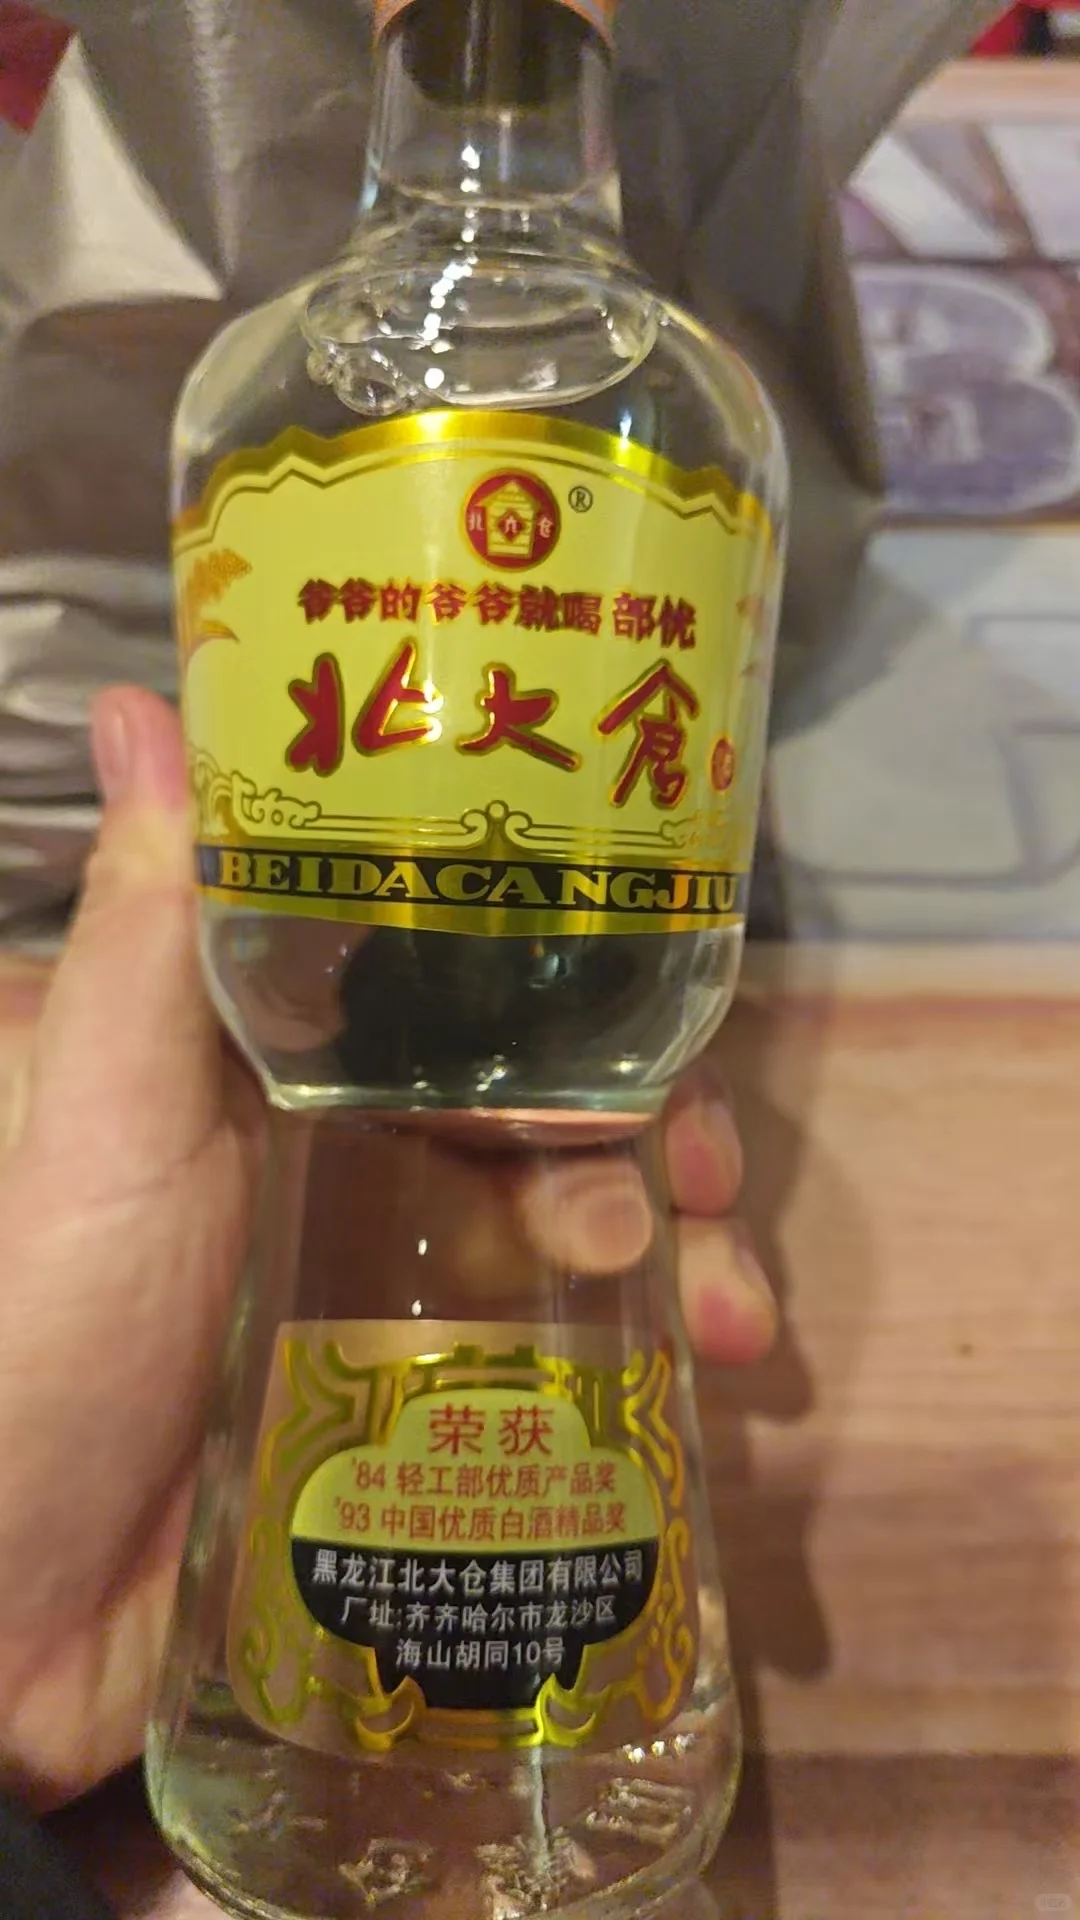 北大仓
®
爷爷的爷爷就喝 部优
北大倉
BEIDACANGJIU
荣获
'84 轻工部优质产品奖
'93 中国优质白酒精品奖
黑龙江北大仓集团有限公司
厂址:齐齐哈尔市龙沙区
海山胡同10号